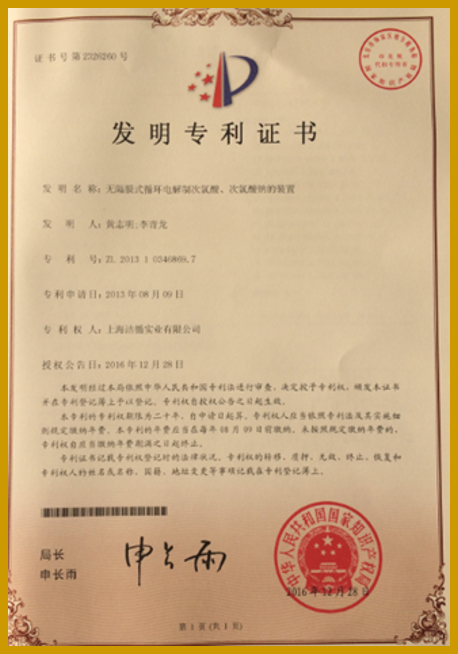 证书号第2326260号
发明专利证书
发 明 名 称：无隔膜式循环电解制次氯酸、次氯酸钠的装置
发 明 人：黄志明;李青龙
专 利 号：ZL 2013 1 0346869.7
专利申请日：2013年08月09日
专 利 权 人：上海洁懋实业有限公司
授权公告日：2016年12月28日
本发明经过本局依照中华人民共和国专利法进行审查，决定授予专利权，颁发本证书
并在专利登记簿上予以登记。专利权自授权公告之日起生效。
本专利的专利权期限为二十年，自申请日起算。专利权人应当依照专利法及其实施细
则规定缴纳年费。本专利的年费应当在每年08月09日前缴纳。未按照规定缴纳年费的，
专利权自应当缴纳年费期满之日起终止。
专利证书记载专利权登记时的法律状况。专利权的转移、质押、无效、终止、恢复和
专利权人的姓名或名称、国籍、地址变更等事项记载在专利登记簿上。
局长
申长雨
申长雨
中华人民共和国国家知识产权局
2016年12月28日
第 1 页 (共 1 页)